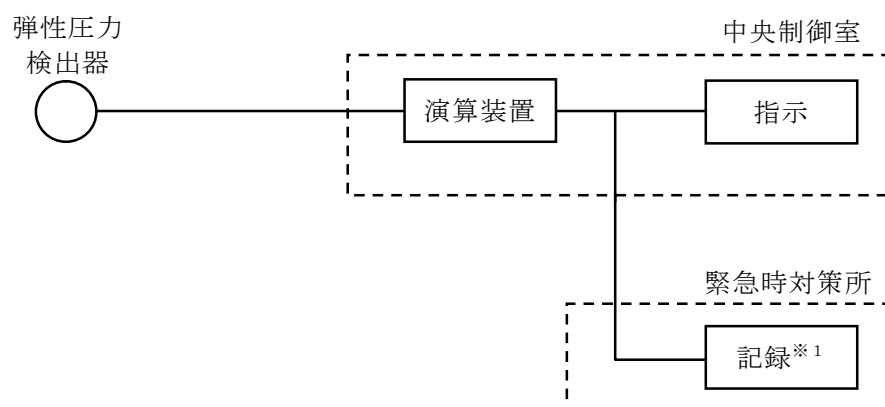 弾性圧力
検出器
中央制御室
演算装置
指示
緊急時対策所
記録※1